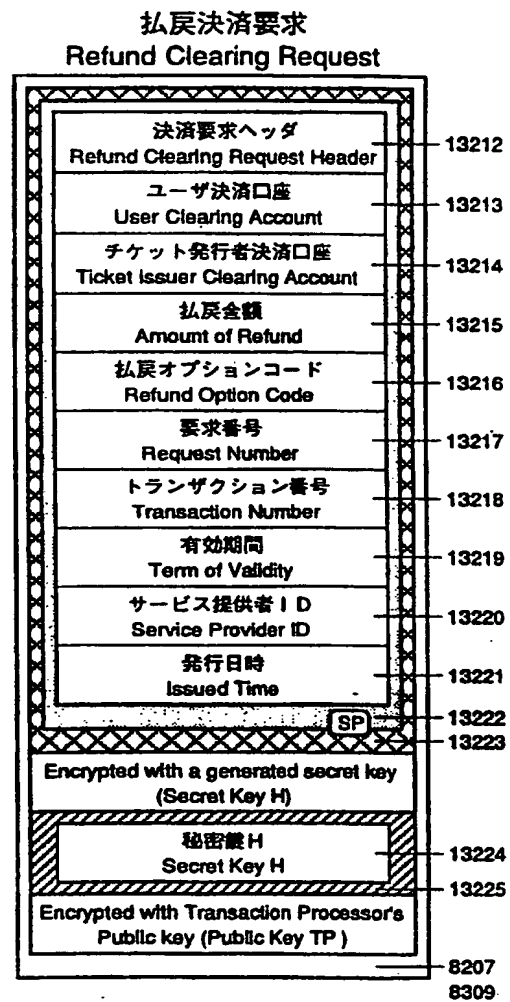 払戻決済要求
Refund Clearing Request
決済要求ヘッダ
Refund Clearing Request Header
13212
ユーザ決済口座
User Clearing Account
13213
チケット発行者決済口座
Ticket Issuer Clearing Account
13214
払戻金額
Amount of Refund
13215
払戻オプションコード
Refund Option Code
13216
要求番号
Request Number
13217
トランザクション番号
Transaction Number
13218
有効期間
Term of Validity
13219
サービス提供者ID
Service Provider ID
13220
発行日時
Issued Time
13221
SP
13222
13223
Encrypted with a generated secret key
(Secret Key H)
秘密鍵H
Secret Key H
13224
13225
Encrypted with Transaction Processor's
Public key (Public Key TP )
8207
8309